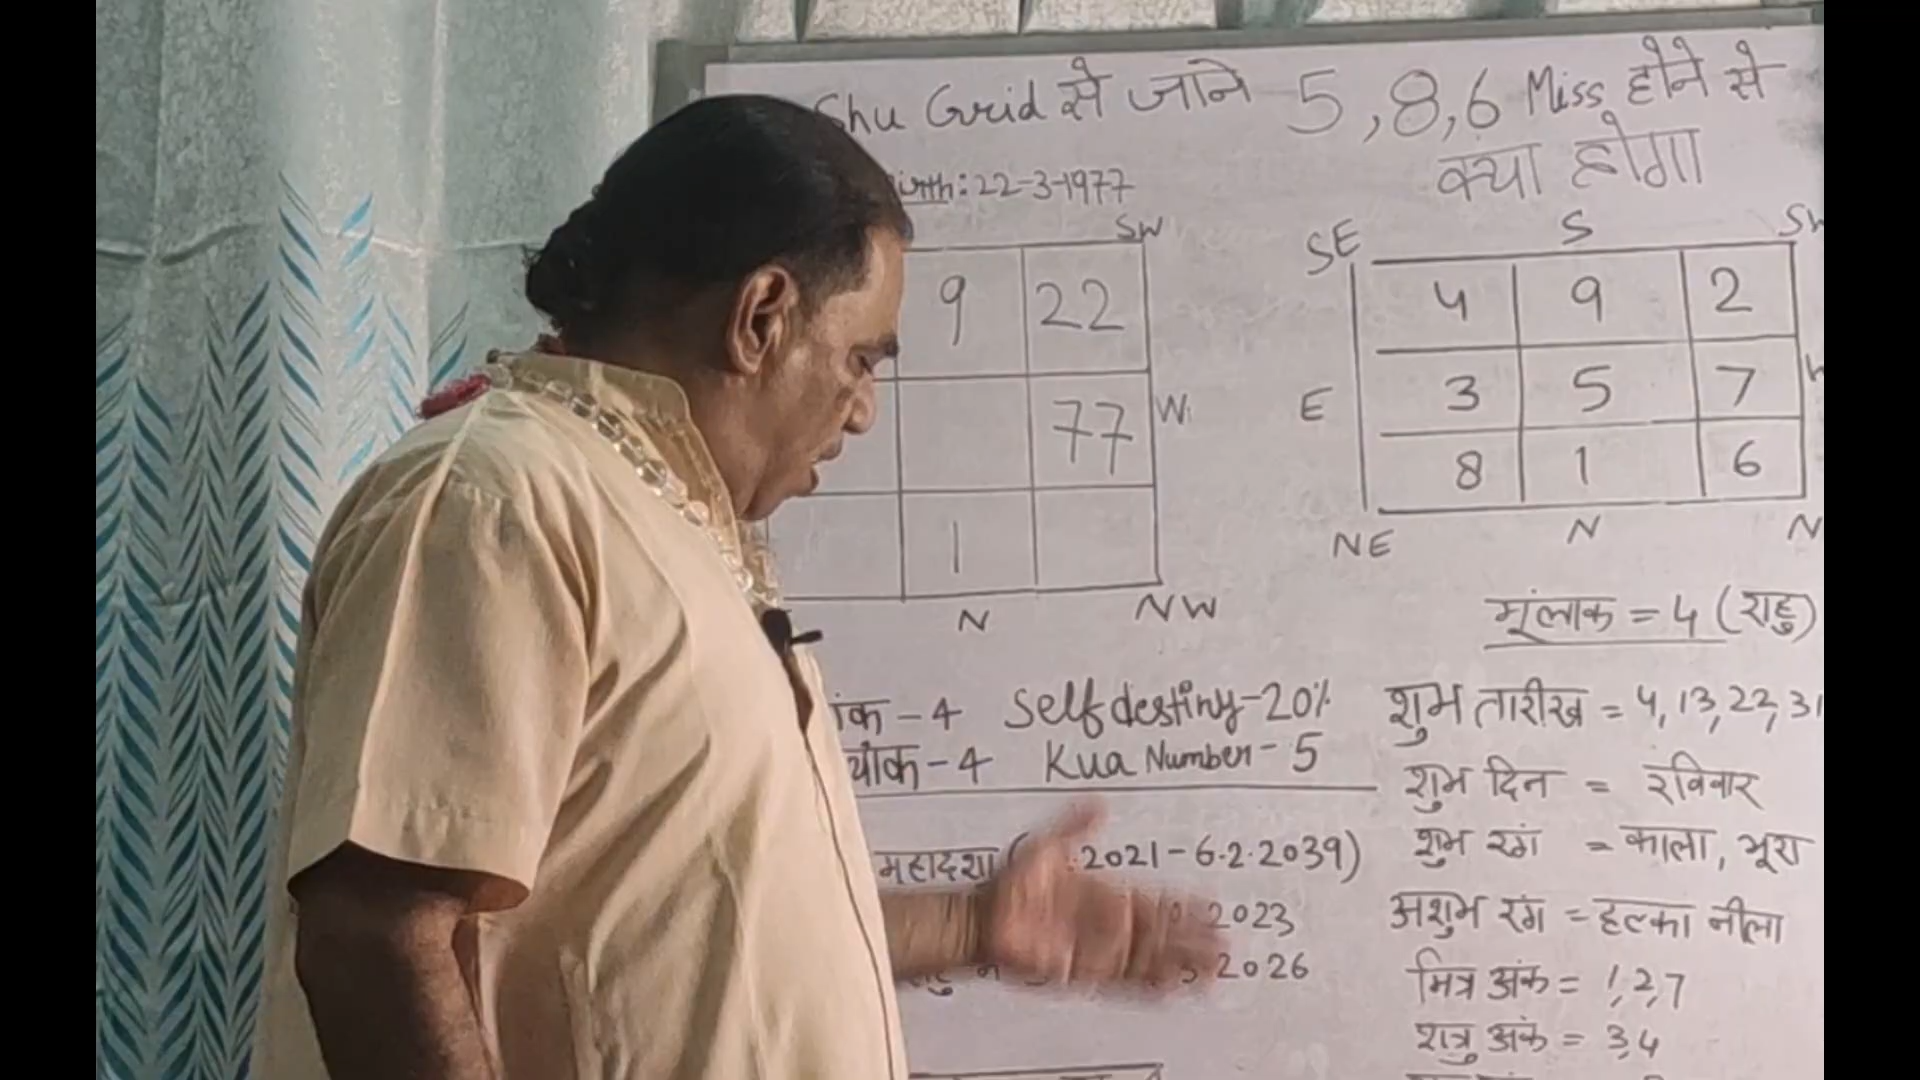 Shu Grid से जाने 5,8,6 Miss होने से
क्या होगा
Birth: 22-3-1977
SW
9 22
77 W
1
N NW
SE S SW
4 9 2
E 3 5 7 W
8 1 6
NE N N
मूंलाक = 4 (राहु)
ांक - 4 Self destiny - 20%
Kua Number - 5
शुभ तारीख = 4, 13, 22, 31
शुभ दिन = रविवार
शुभ रंग = काला, भूरा
अशुभ रंग = हल्का नीला
मित्र अंक = 1,2,7
शत्रु अंक = 3,4
महादशा ( 2021 - 6.2.2039)
2023
2026